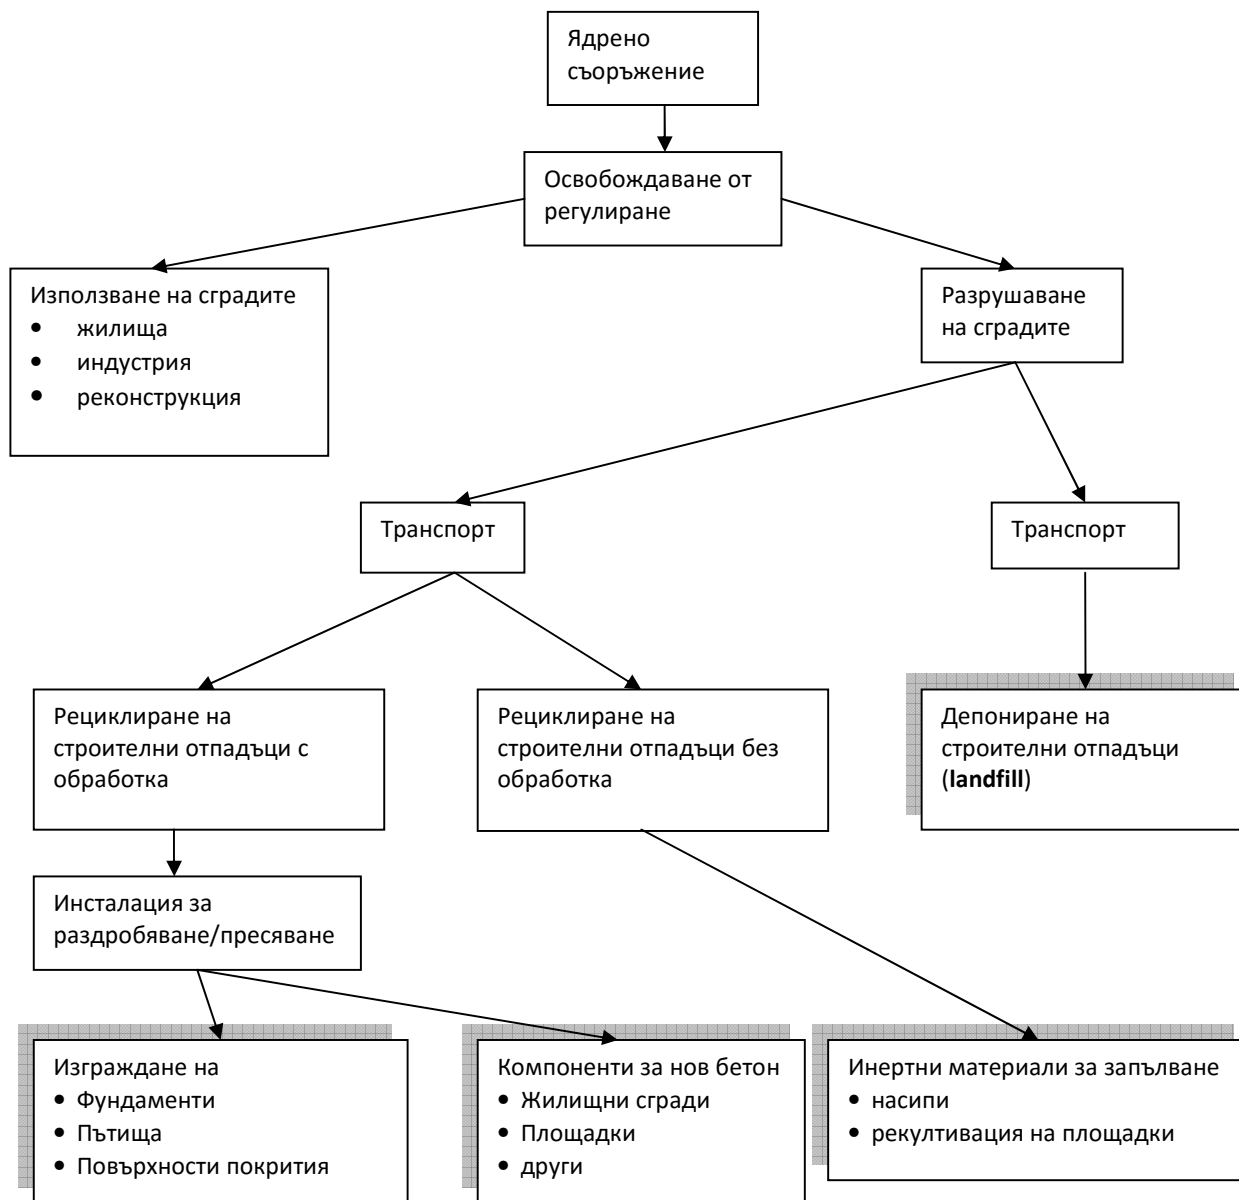 Ядрено
съоръжение
Освобождаване от
регулиране
Използване на сградите
• жилища
• индустрия
• реконструкция
Разрушаване
на сградите
Транспорт
Транспорт
Рециклиране на
строителни отпадъци с
обработка
Рециклиране на
строителни отпадъци без
обработка
Депониране на
строителни отпадъци
(landfill)
Инсталация за
раздробяване/пресяване
Изграждане на
• Фундаменти
• Пътища
• Повърхности покрития
Компоненти за нов бетон
• Жилищни сгради
• Площадки
• други
Инертни материали за запълване
• насипи
• рекултивация на площадки